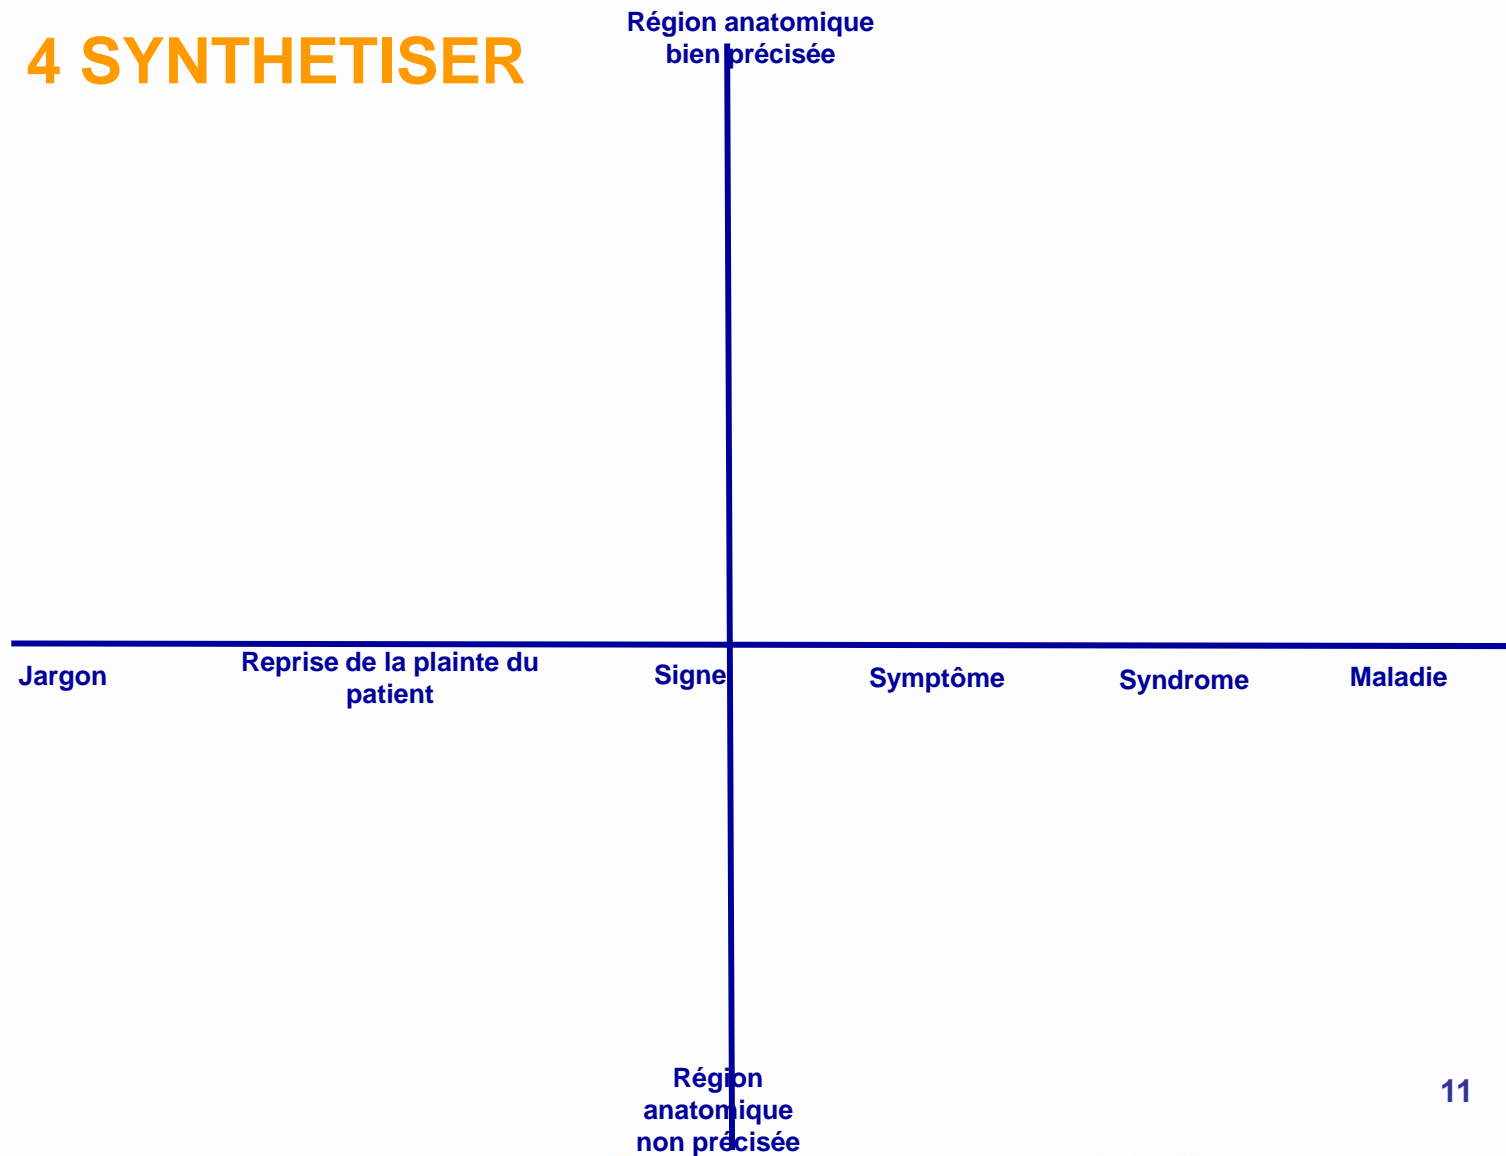 4 SYNTHETISER
Région anatomique
bien précisée
Jargon
Reprise de la plainte du
patient
Signe
Symptôme
Syndrome
Maladie
Région
anatomique
non précisée
11